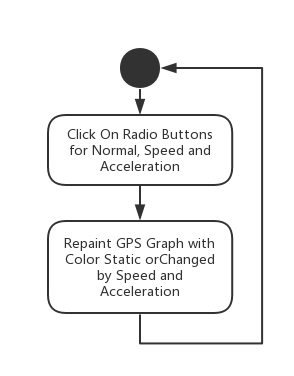 Click On Radio Buttons
for Normal, Speed and
Acceleration
Repaint GPS Graph with
Color Static orChanged
by Speed and
Acceleration